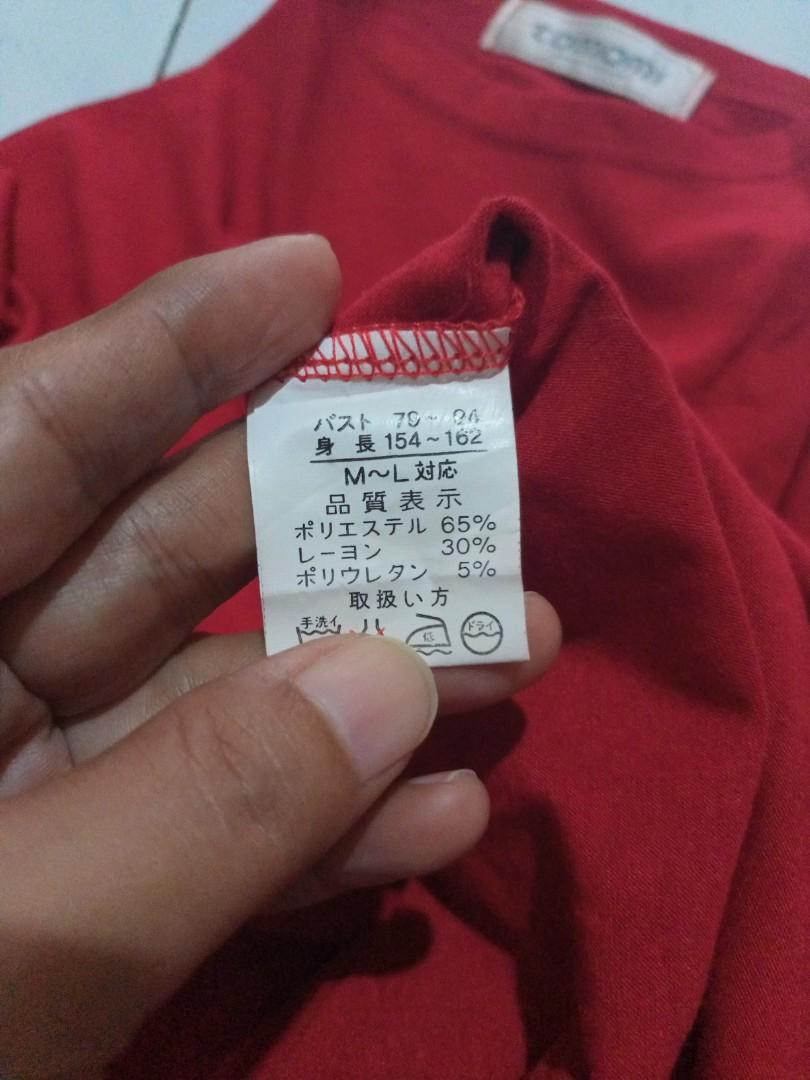 tomomi
バスト 79~94
身長 154~162
M~L対応
品質表示
ポリエステル 65%
レーヨン 30%
ポリウレタン 5%
取扱い方
手洗イ 低 ドライ